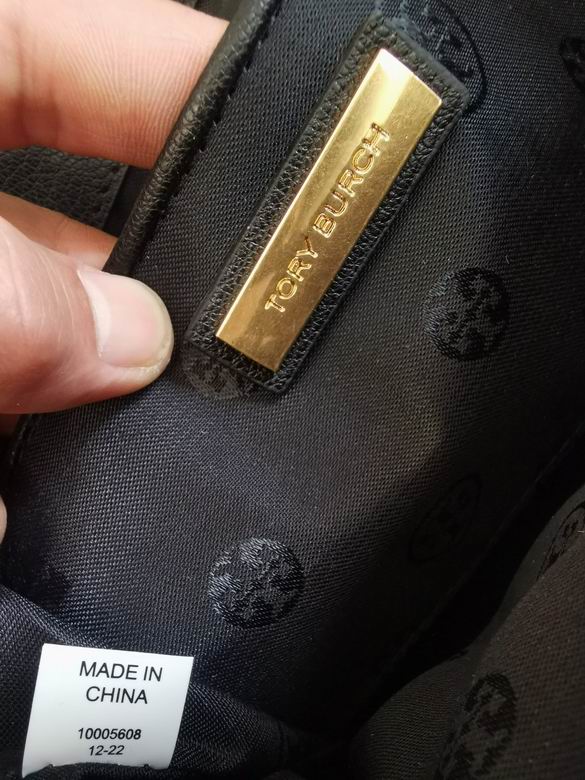 TORY BURCH
MADE IN
CHINA
10005608
12-22